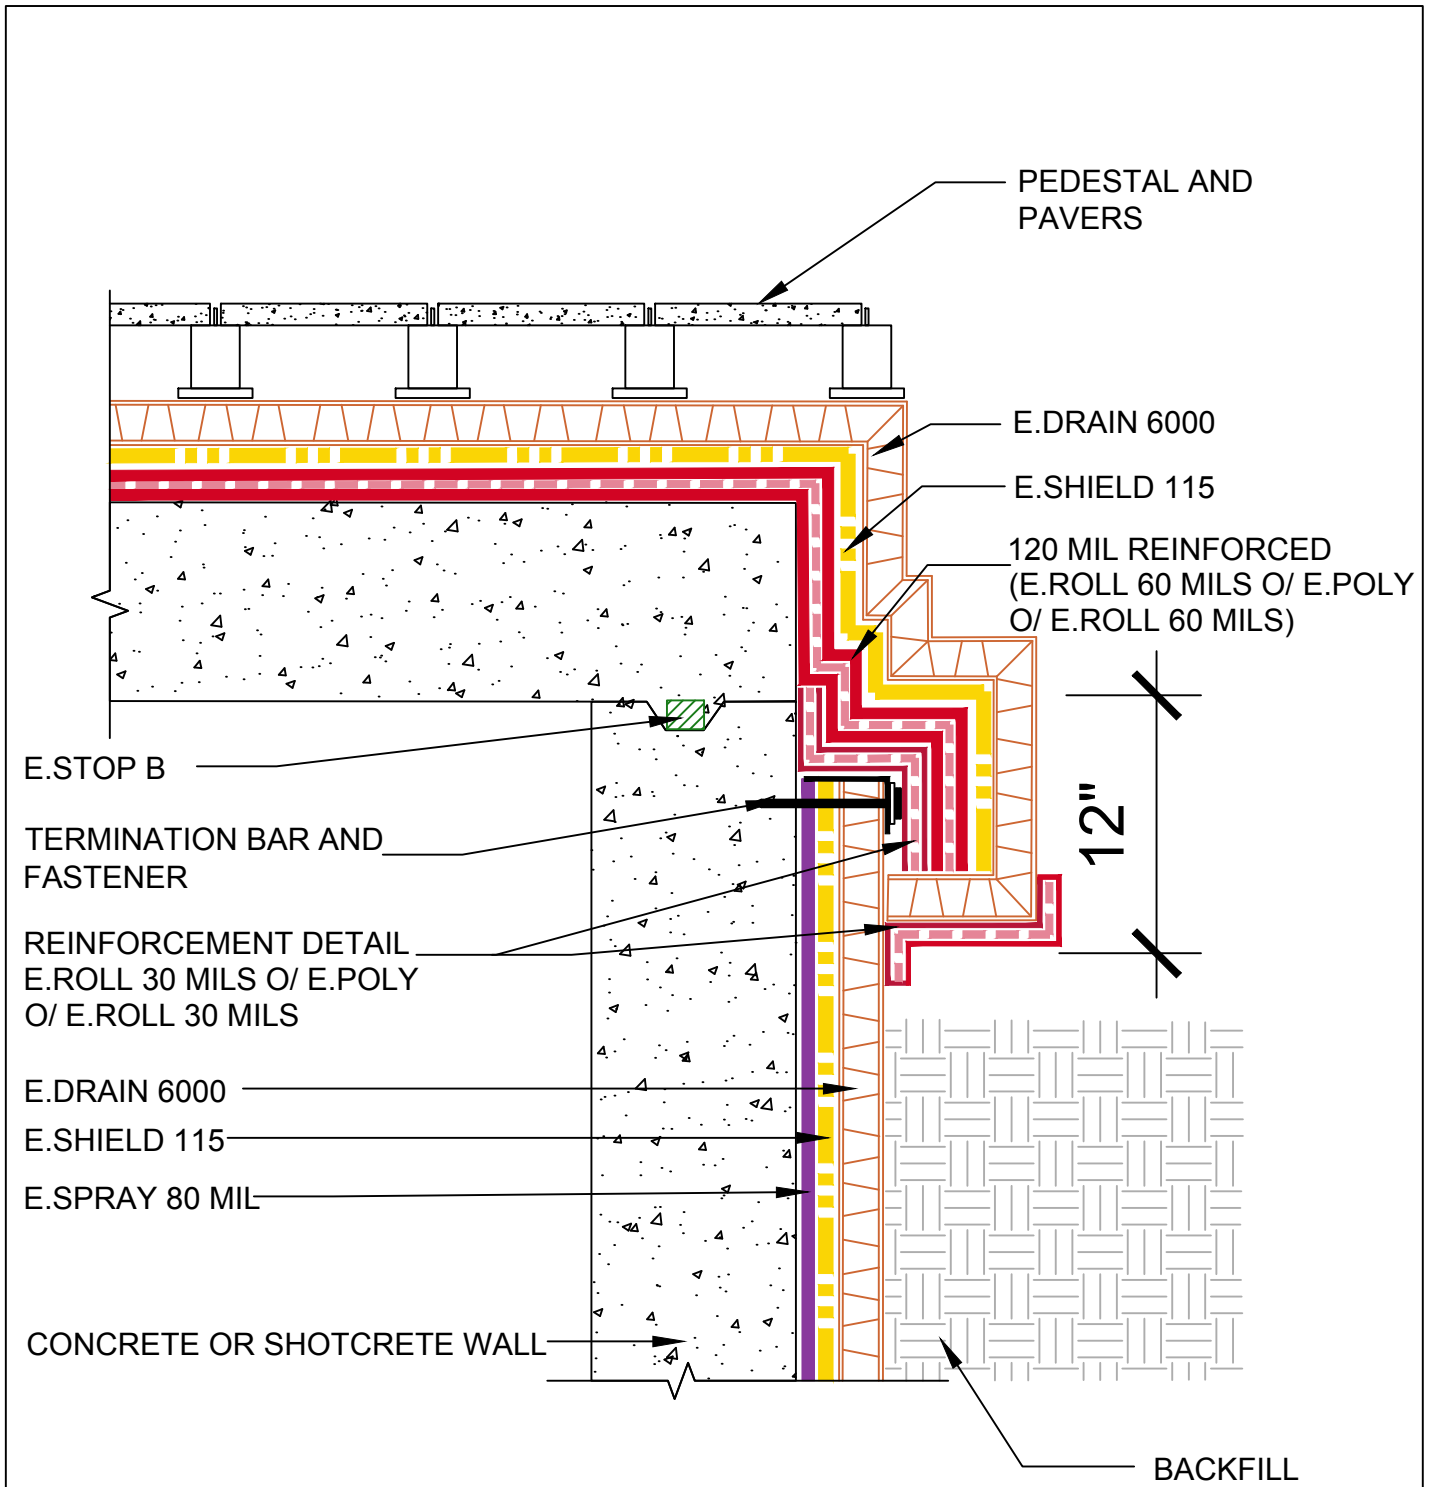 PEDESTAL AND
PAVERS
E.DRAIN 6000
E.SHIELD 115
120 MIL REINFORCED
(E.ROLL 60 MILS O/ E.POLY
O/ E.ROLL 60 MILS)
12"
E.STOP B
TERMINATION BAR AND
FASTENER
REINFORCEMENT DETAIL
E.ROLL 30 MILS O/ E.POLY
O/ E.ROLL 30 MILS
E.DRAIN 6000
E.SHIELD 115
E.SPRAY 80 MIL
CONCRETE OR SHOTCRETE WALL
BACKFILL